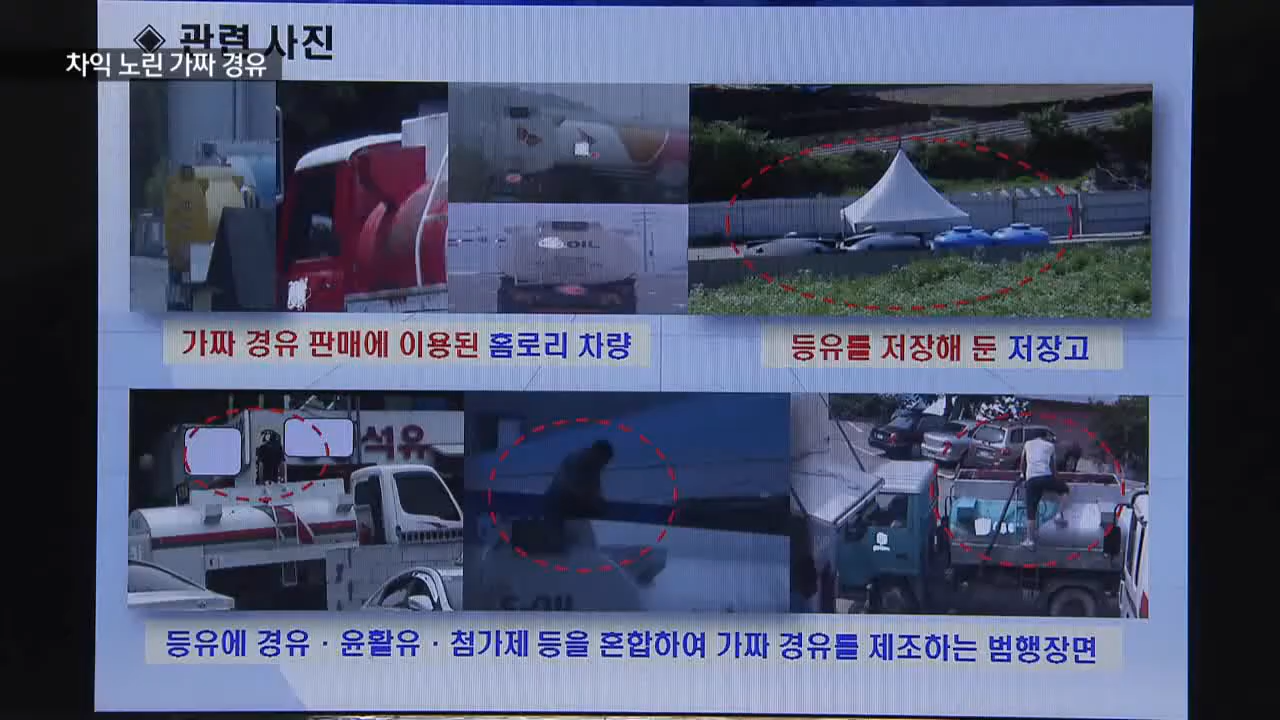 ◈ 관련 사진
차익 노린 가짜 경유
OIL
가짜 경유 판매에 이용된 홈로리 차량
등유를 저장해 둔 저장고
석유
S-OIL
등유에 경유 · 윤활유 · 첨가제 등을 혼합하여 가짜 경유를 제조하는 범행장면